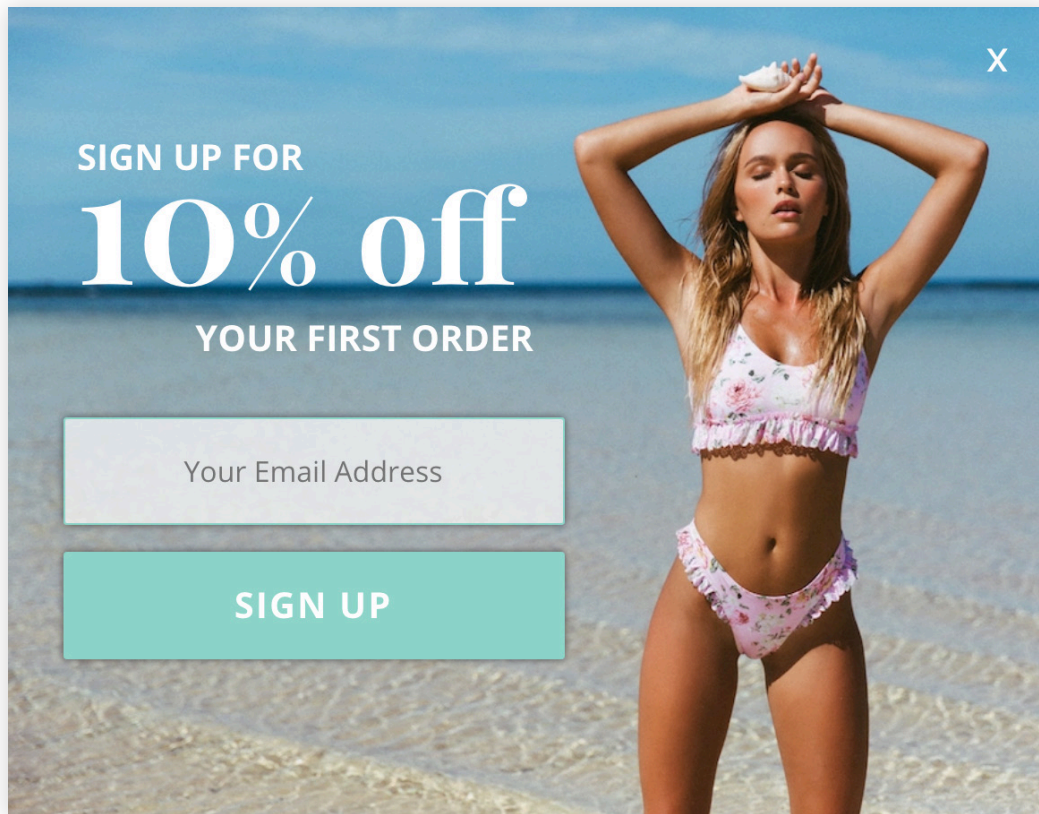 X
SIGN UP FOR
10% off
YOUR FIRST ORDER
Your Email Address
SIGN UP